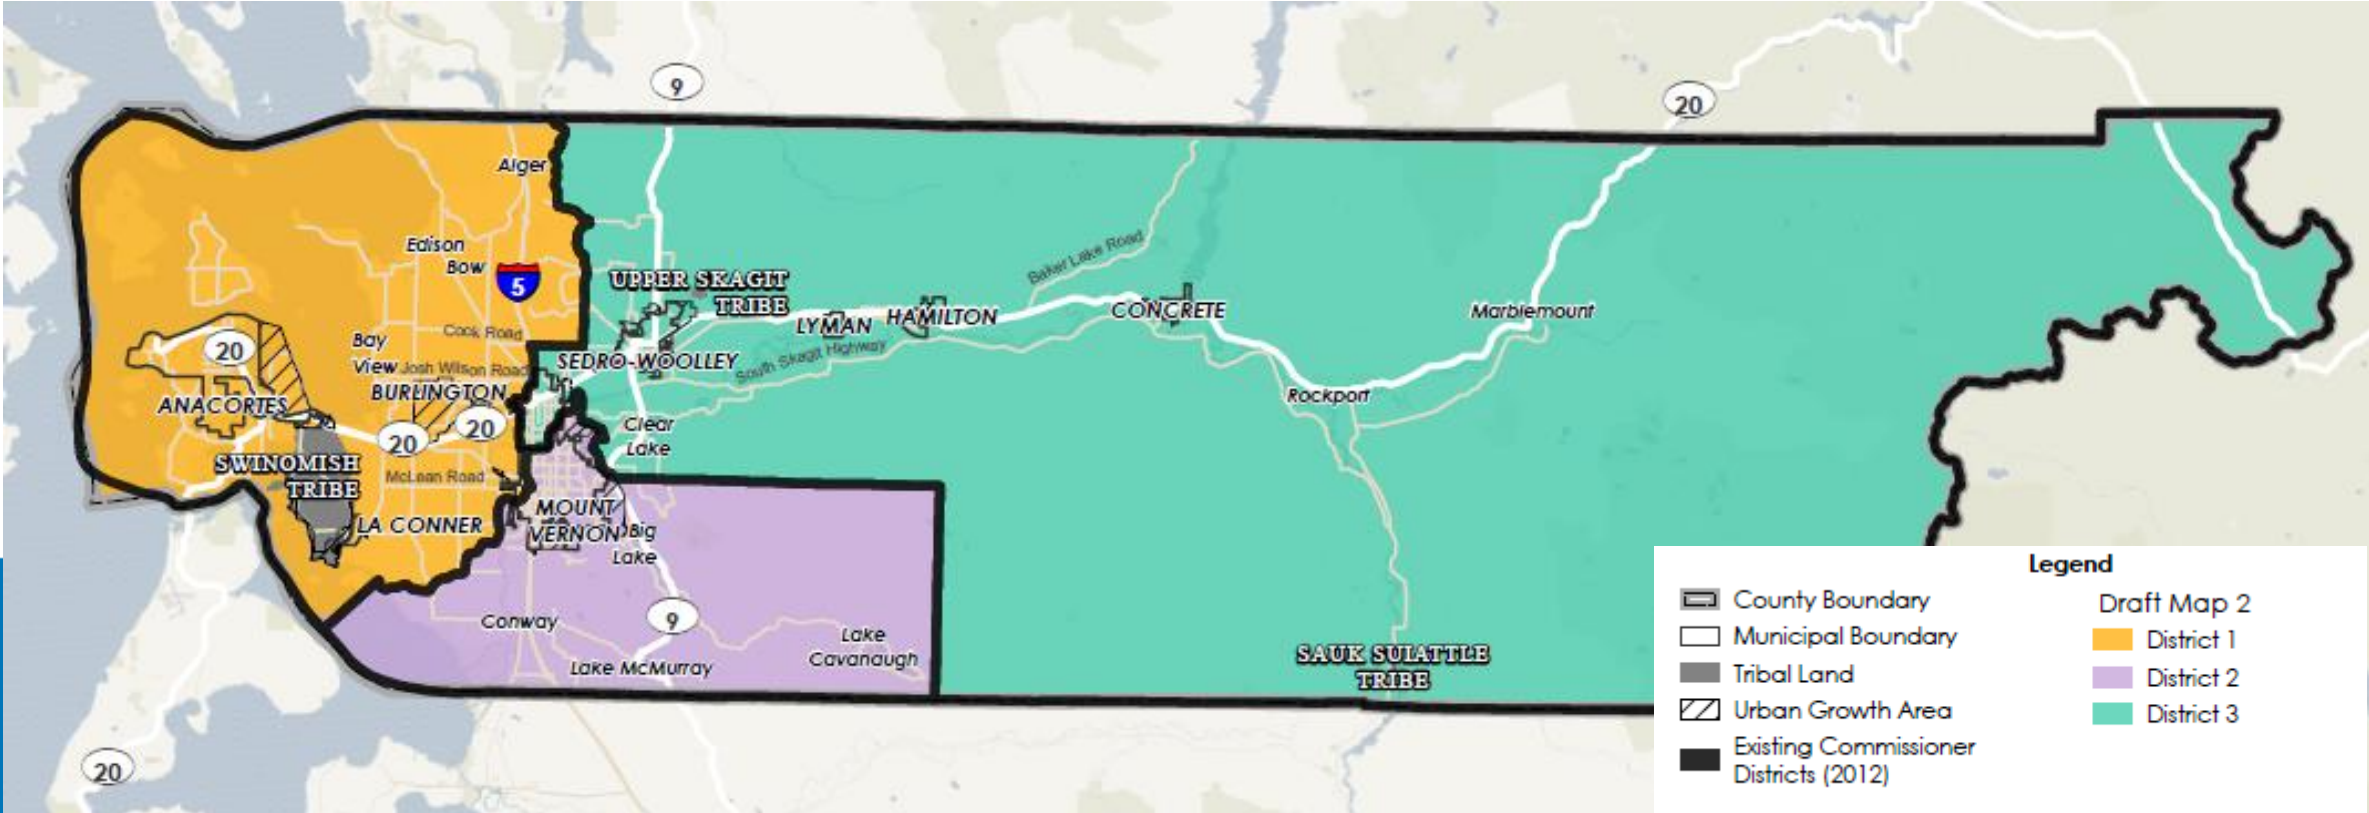 9
20
Alger
Edison
Bow
5
UPPER SKAGIT
TRIBE
Baker Lake Road
LYMAN
HAMILTON
CONCRETE
Marblemount
Cook Road
20
Bay
View
Josh Wilson Road
SEDRO-WOOLLEY
South Skagit Highway
BURLINGTON
ANACORTES
Rockport
20
20
Clear
Lake
SWINOMISH
TRIBE
McLean Road
LA CONNER
MOUNT
VERNON
Big
Lake
Conway
9
Lake McMurray
Lake
Cavanaugh
SAUK SUIATTLE
TRIBE
20
Legend
County Boundary
Municipal Boundary
Tribal Land
Urban Growth Area
Existing Commissioner
Districts (2012)
Draft Map 2
District 1
District 2
District 3